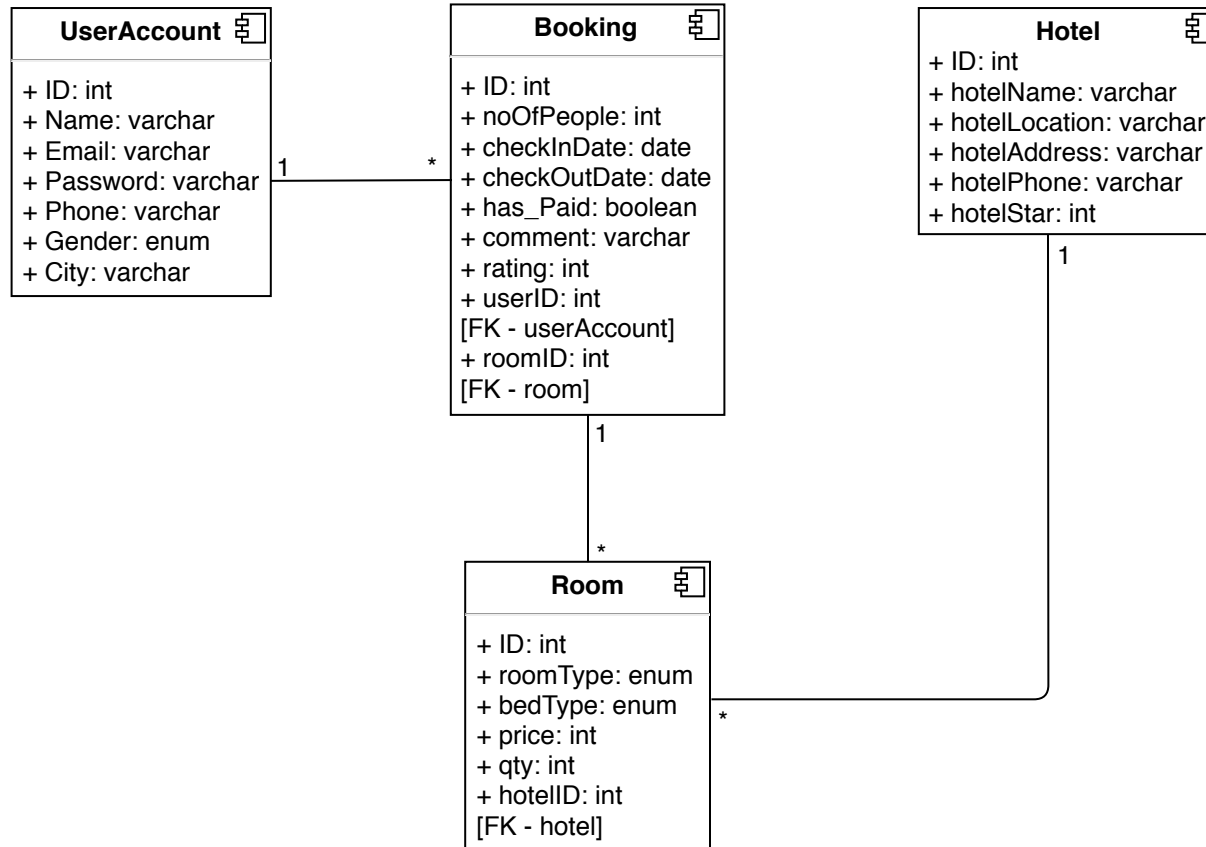 UserAccount
+ ID: int
+ Name: varchar
+ Email: varchar
+ Password: varchar
+ Phone: varchar
+ Gender: enum
+ City: varchar
1
*
Booking
+ ID: int
+ noOfPeople: int
+ checkInDate: date
+ checkOutDate: date
+ has_Paid: boolean
+ comment: varchar
+ rating: int
+ userID: int
[FK - userAccount]
+ roomID: int
[FK - room]
1
*
Hotel
+ ID: int
+ hotelName: varchar
+ hotelLocation: varchar
+ hotelAddress: varchar
+ hotelPhone: varchar
+ hotelStar: int
1
*
Room
+ ID: int
+ roomType: enum
+ bedType: enum
+ price: int
+ qty: int
+ hotelID: int
[FK - hotel]